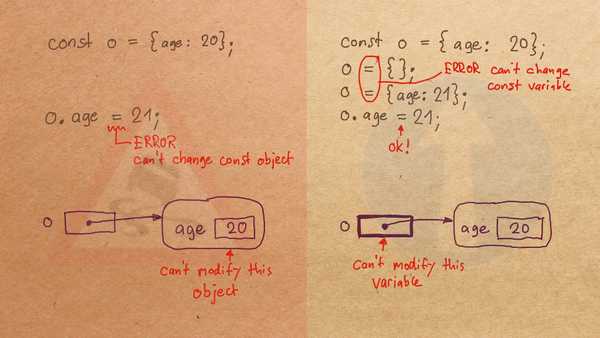 const o = {age: 20};
o.age = 21;
ERROR
can't change const object
o
age 20
can't modify this
object
const o = {age: 20};
o = {};
ERROR can't change
const variable
o = {age: 21};
o.age = 21;
ok!
o
age 20
can't modify this
variable